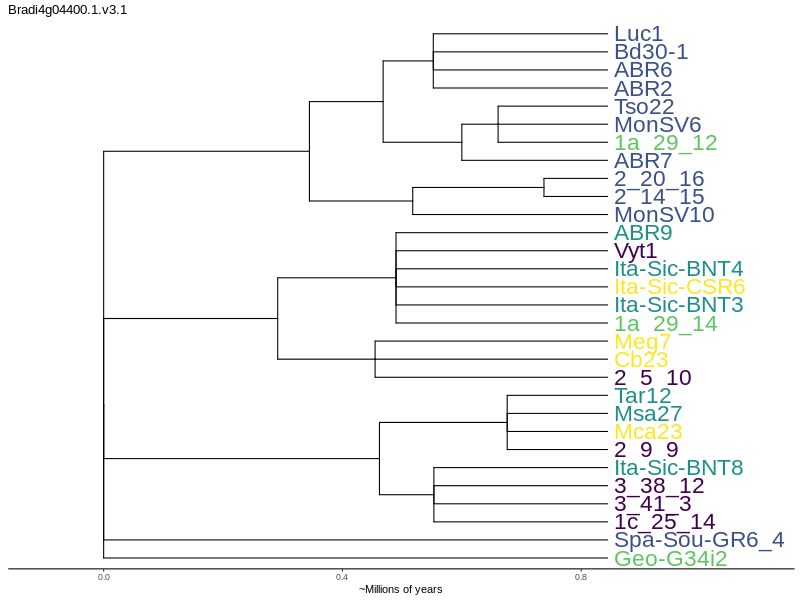 Bradi4g04400.1.v3.1
Luc1
Bd30-1
ABR6
ABR2
Tso22
MonSV6
1a_29_12
ABR7
2_20_16
2_14_15
MonSV10
ABR9
Vyt1
Ita-Sic-BNT4
Ita-Sic-CSR6
Ita-Sic-BNT3
1a_29_14
Meg7
Cb23
2_5_10
Tar12
Msa27
Mca23
2_9_9
Ita-Sic-BNT8
3_38_12
3_41_3
1c_25_14
Spa-Sou-GR6_4
Geo-G34i2
0.0 0.4 0.8
~Millions of years